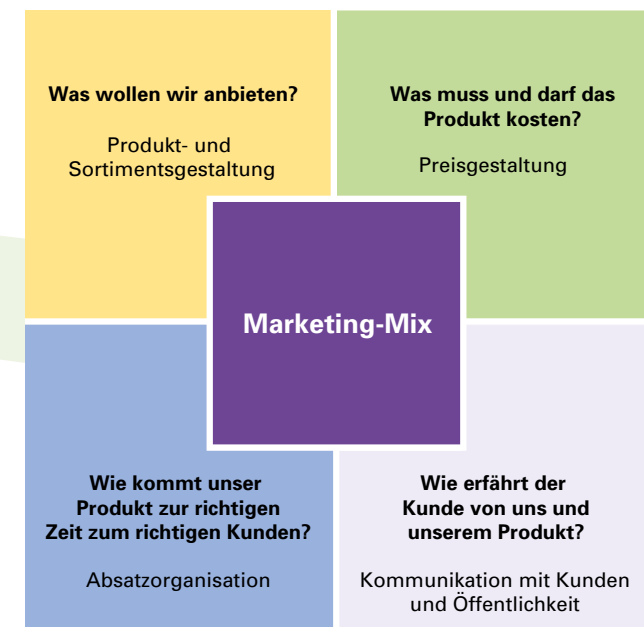 Was wollen wir anbieten?
Produkt- und
Sortimentsgestaltung
Was muss und darf das
Produkt kosten?
Preisgestaltung
Marketing-Mix
Wie kommt unser
Produkt zur richtigen
Zeit zum richtigen Kunden?
Absatzorganisation
Wie erfährt der
Kunde von uns und
unserem Produkt?
Kommunikation mit Kunden
und Öffentlichkeit